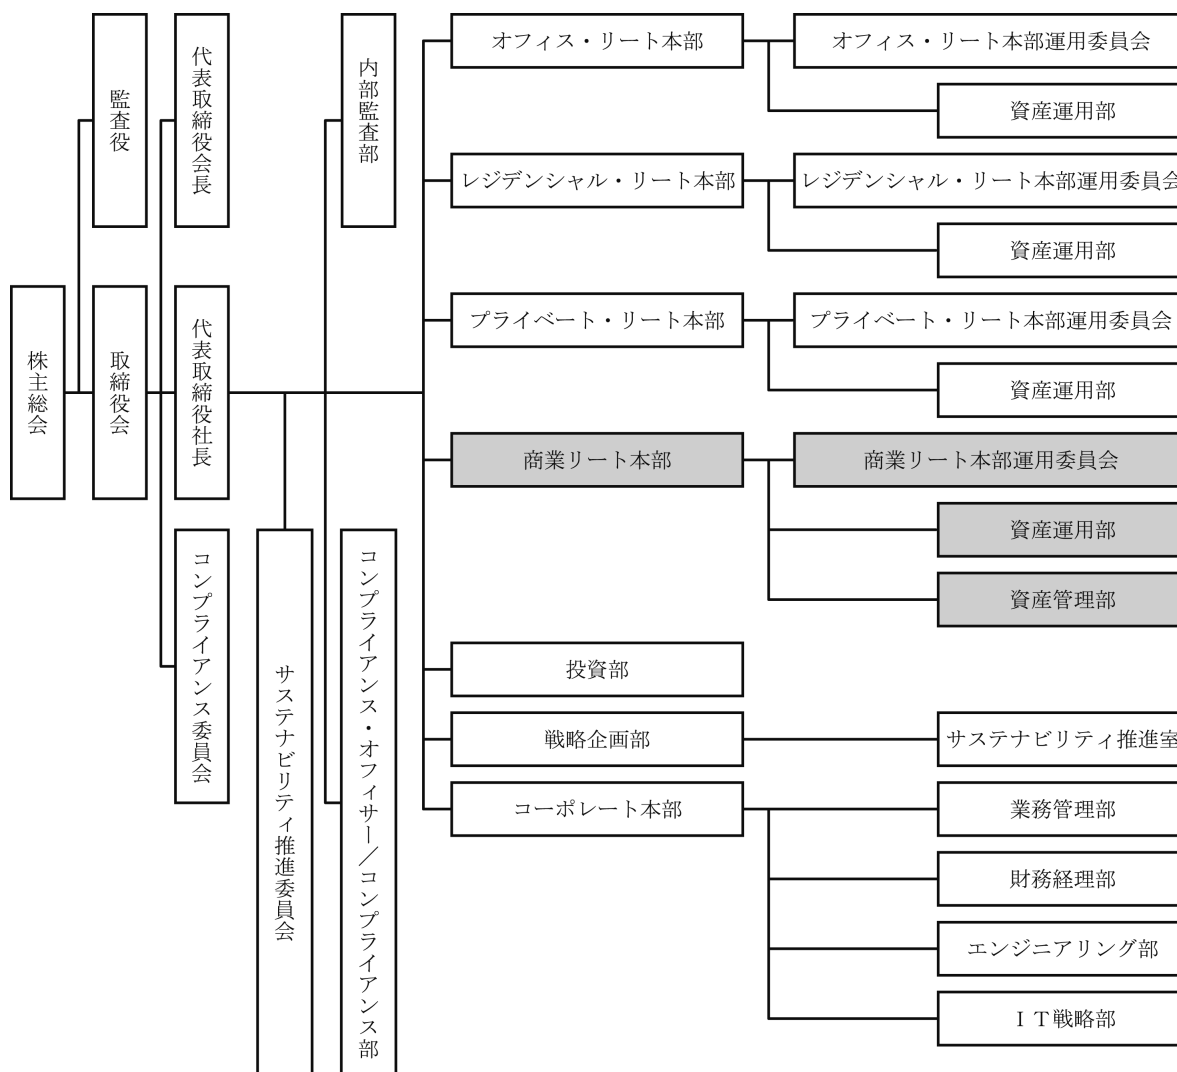 株主総会
監査役
取締役会
代表取締役会長
代表取締役社長
コンプライアンス委員会
サステナビリティ推進委員会
内部監査部
コンプライアンス・オフィサー／コンプライアンス部
オフィス・リート本部
オフィス・リート本部運用委員会
資産運用部
レジデンシャル・リート本部
レジデンシャル・リート本部運用委員会
資産運用部
プライベート・リート本部
プライベート・リート本部運用委員会
資産運用部
商業リート本部
商業リート本部運用委員会
資産運用部
資産管理部
投資部
戦略企画部
サステナビリティ推進室
コーポレート本部
業務管理部
財務経理部
エンジニアリング部
ＩＴ戦略部